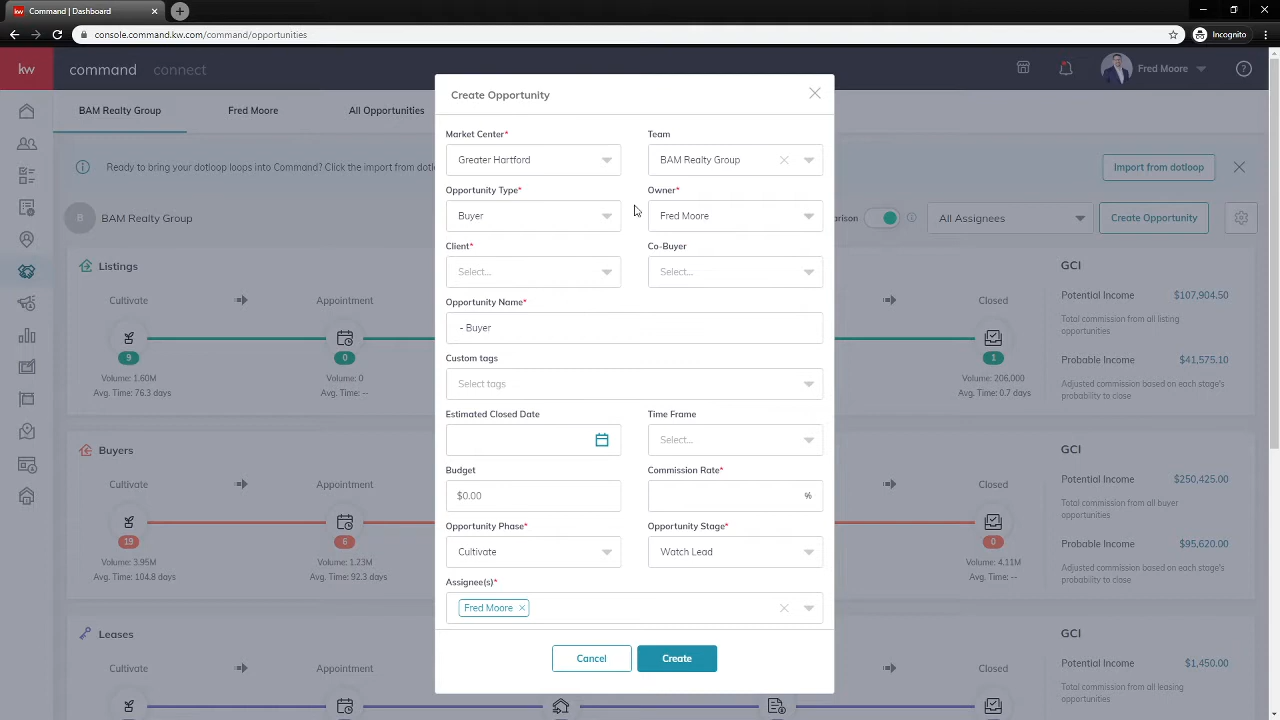 Command | Dashboard
console.command.kw.com/command/opportunities
Incognito
kw command connect
Fred Moore
BAM Realty Group Fred Moore All Opportunities
Ready to bring your dotloop loops into Command? Click the import from dotl
Import from dotloop
B BAM Realty Group
rison
All Assignees
Create Opportunity
Listings
Cultivate Appointment Closed
9 0 1
Volume: 1.60M Volume: 0 Volume: 206,000
Avg. Time: 76.3 days Avg. Time: -- Avg. Time: 0.7 days
GCI
Potential Income $107,904.50
Total commission from all listing
opportunities
Probable Income $41,575.10
Adjusted commission based on each stage's
probability to close
Buyers
Cultivate Appointment Closed
19 6 0
Volume: 3.95M Volume: 1.23M Volume: 4.11M
Avg. Time: 104.8 days Avg. Time: 92.3 days Avg. Time: --
GCI
Potential Income $250,425.00
Total commission from all buyer
opportunities
Probable Income $95,620.00
Adjusted commission based on each stage's
probability to close
Leases
Cultivate Appointment Closed
GCI
Potential Income $1,450.00
Total commission from all leasing
opportunities
Create Opportunity
Market Center* Team
Greater Hartford BAM Realty Group
Opportunity Type* Owner*
Buyer Fred Moore
Client* Co-Buyer
Select... Select...
Opportunity Name*
- Buyer
Custom tags
Select tags
Estimated Closed Date Time Frame
Select...
Budget Commission Rate*
$0.00 %
Opportunity Phase* Opportunity Stage*
Cultivate Watch Lead
Assignee(s)*
Fred Moore
Cancel Create